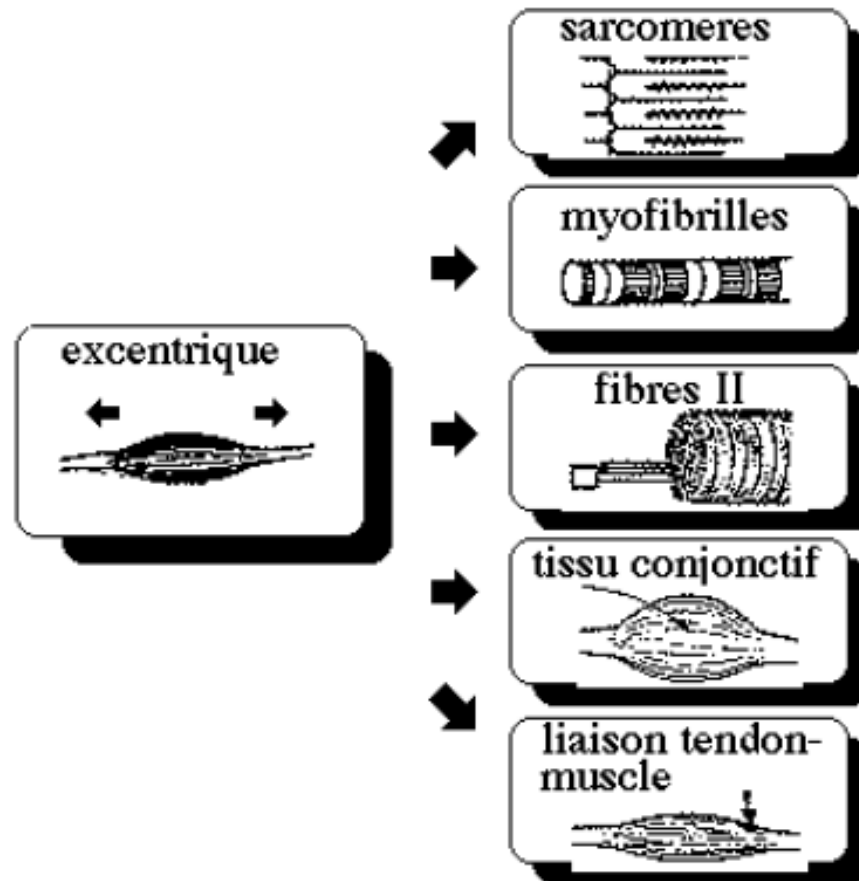 sarcomeres
myofibrilles
excentrique
fibres II
tissu conjonctif
liaison tendon-
muscle